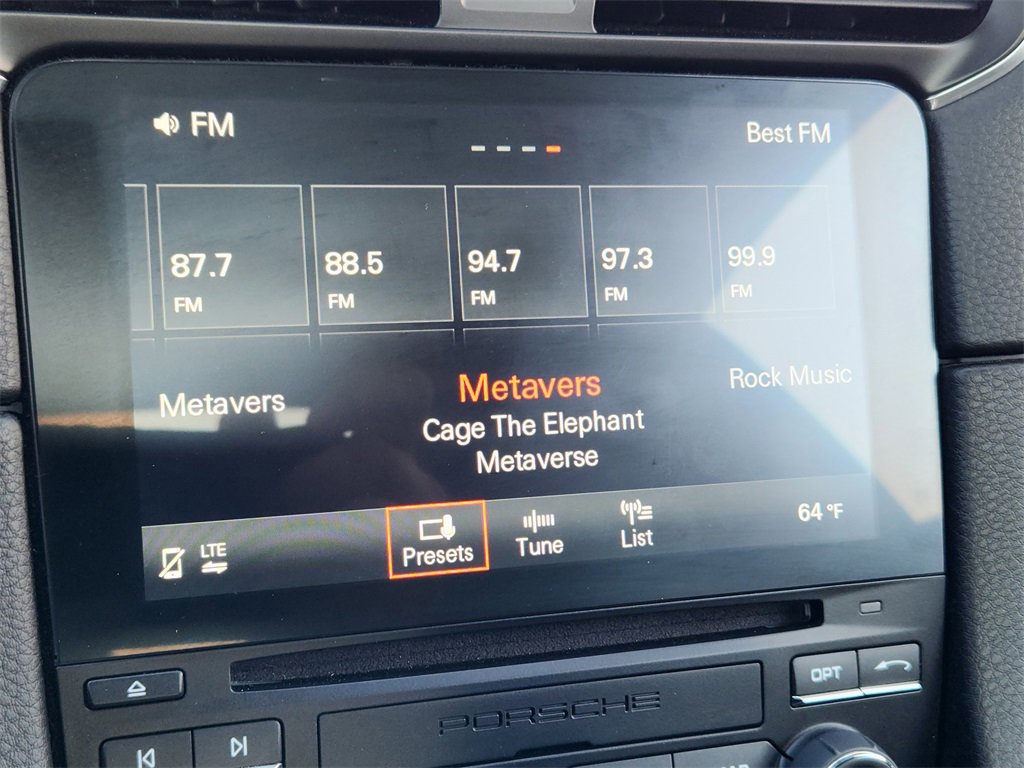 FM
Best FM
87.7 88.5 94.7 97.3 99.9
FM FM FM FM FM
Metavers Metavers Rock Music
Cage The Elephant
Metaverse
LTE Presets Tune List 64 °F
OPT
PORSCHE